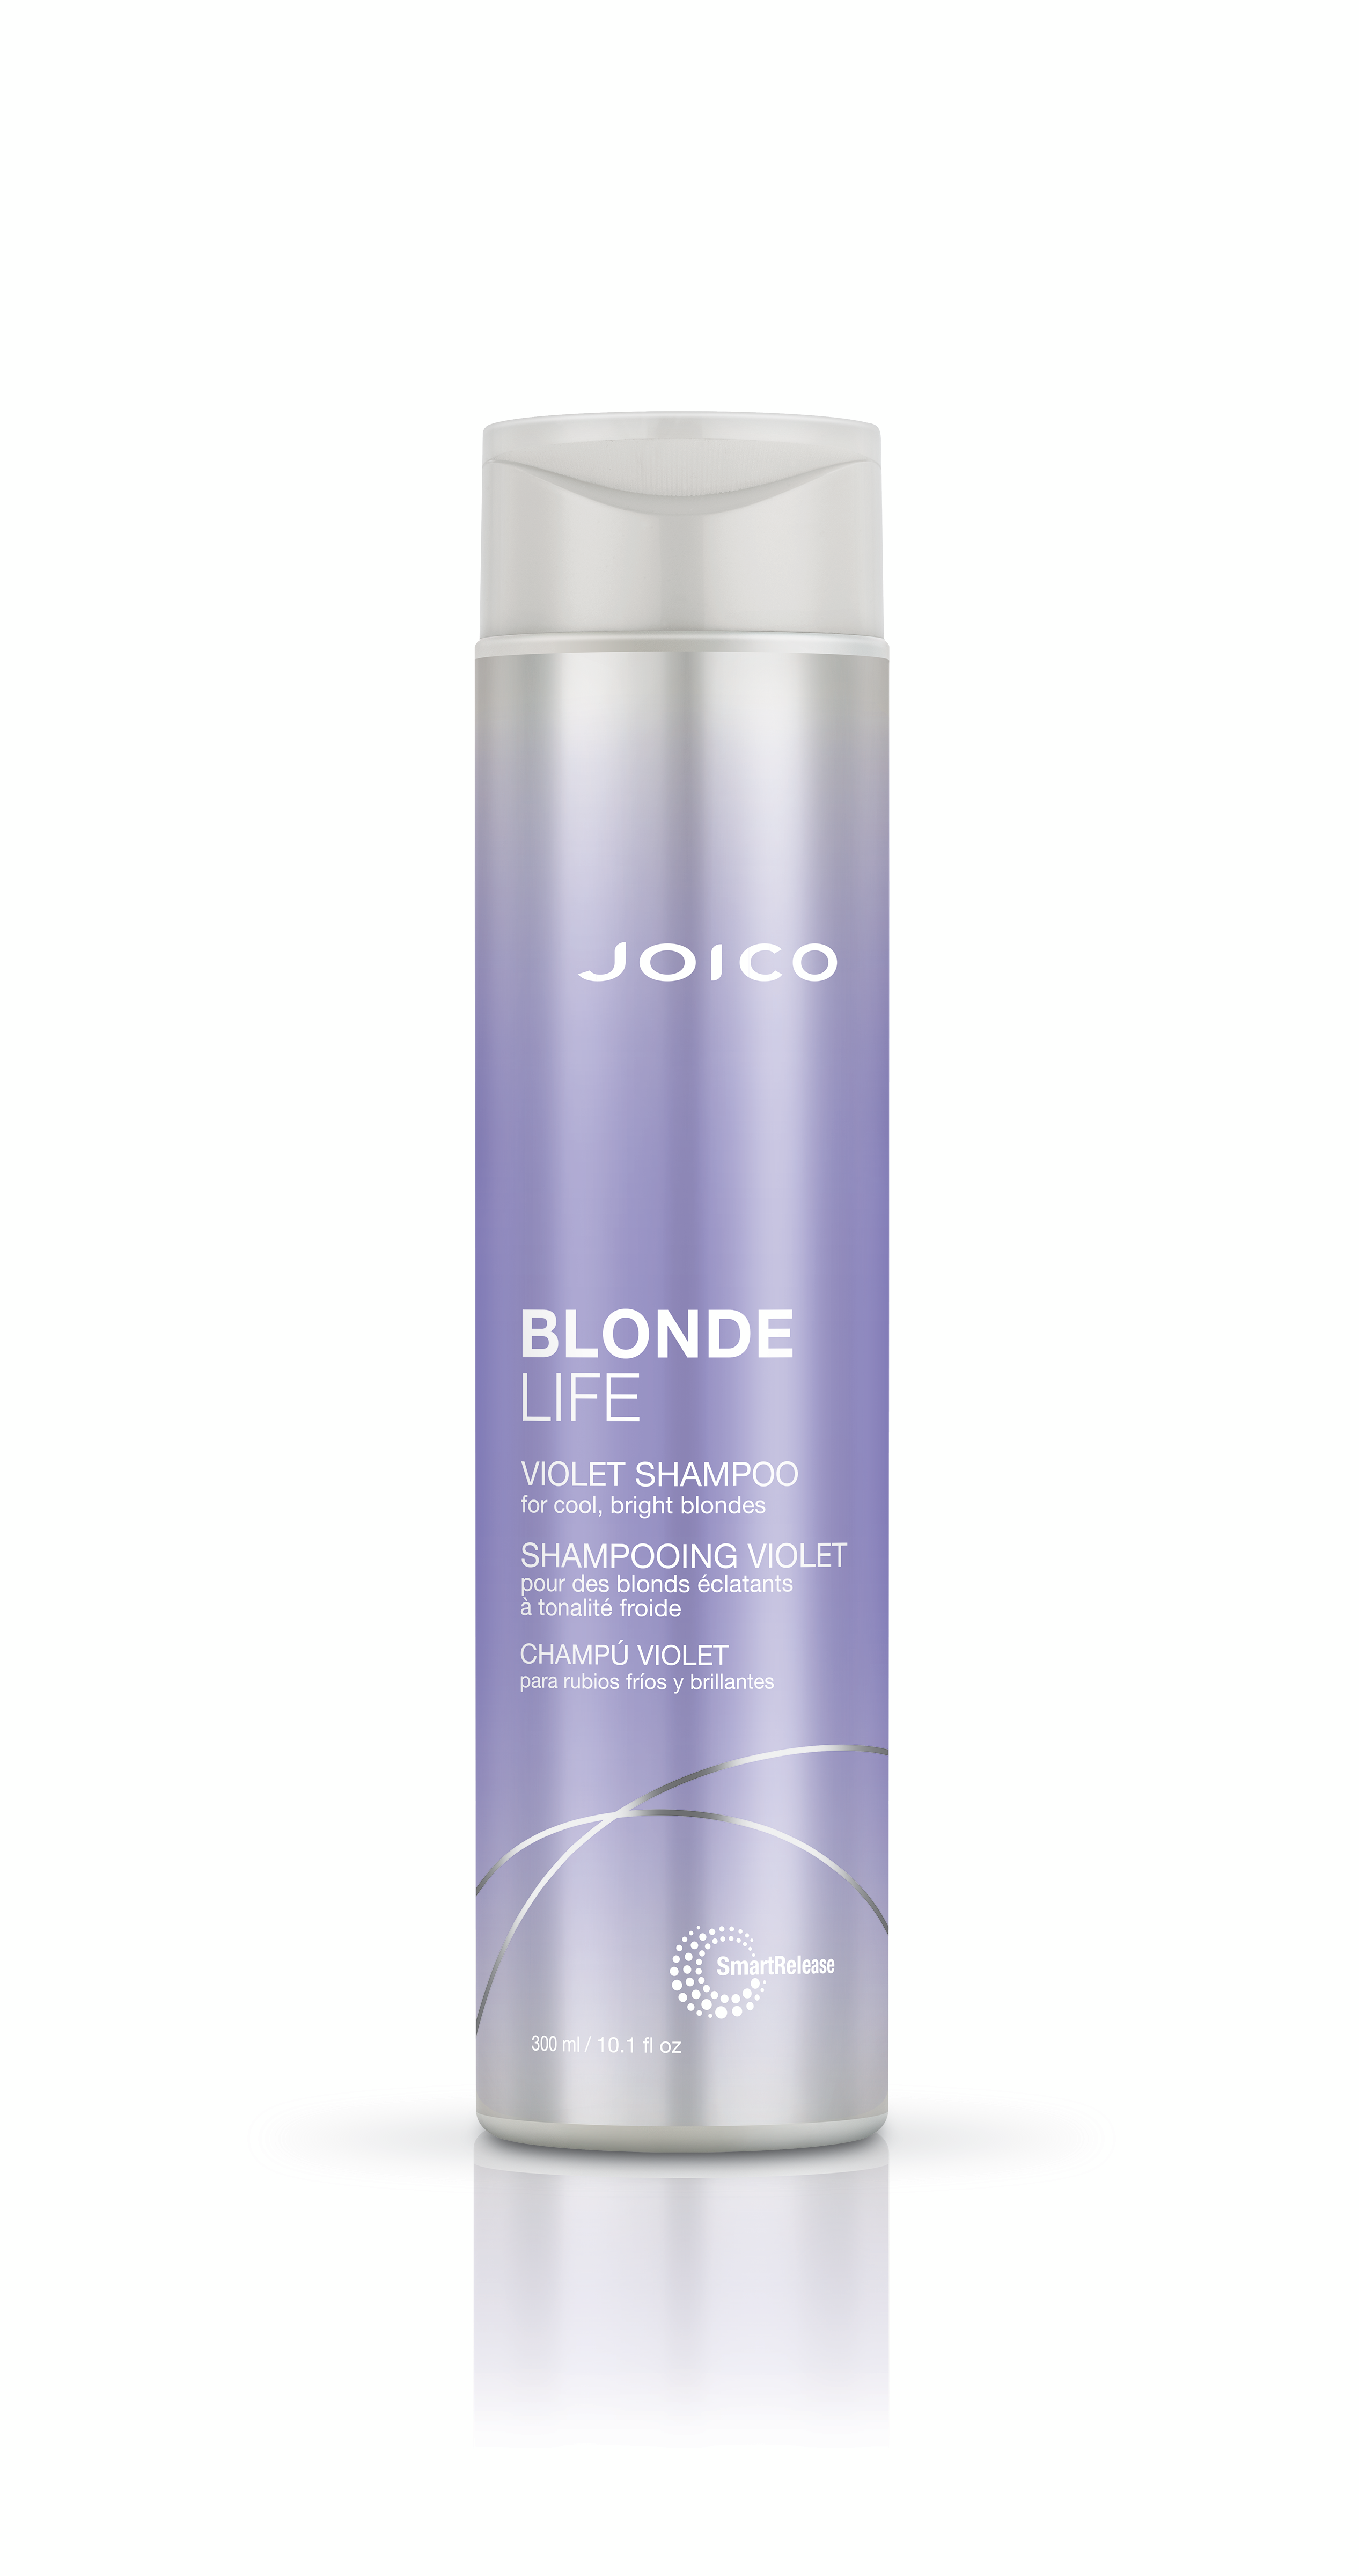 JOICO
BLONDE
LIFE
VIOLET SHAMPOO
for cool, bright blondes
SHAMPOOING VIOLET
pour des blonds éclatants
à tonalité froide
CHAMPÚ VIOLET
para rubios fríos y brillantes
SmartRelease
300 ml / 10.1 fl oz